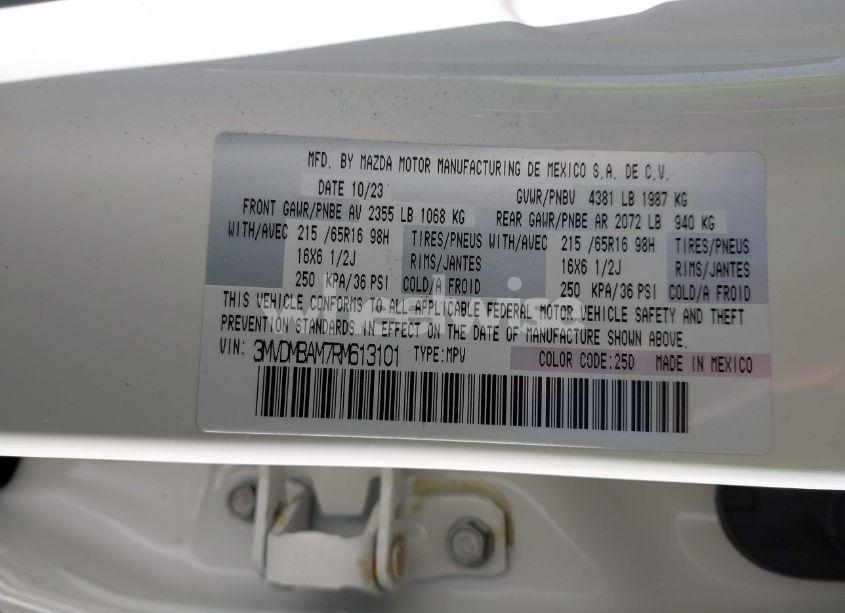 MFD. BY MAZDA MOTOR MANUFACTURING DE MEXICO S.A. DE C.V.
DATE 10/23 GVWR/PNBV 4381 LB 1987 KG
FRONT GAWR/PNBE AV 2355 LB 1068 KG REAR GAWR/PNBE AR 2072 LB 940 KG
WITH/AVEC 215 /65R16 98H TIRES/PNEUS WITH/AVEC 215 /65R16 98H TIRES/PNEUS
16X6 1/2J RIMS/JANTES 16X6 1/2J RIMS/JANTES
250 KPA/36 PSI COLD/A FROID 250 KPA/36 PSI COLD/A FROID
THIS VEHICLE CONFORMS TO ALL APPLICABLE FEDERAL MOTOR VEHICLE SAFETY AND THEFT
PREVENTION STANDARDS IN EFFECT ON THE DATE OF MANUFACTURE SHOWN ABOVE.
VIN: 3MVDMBAM7RM613101 TYPE:MPV COLOR CODE:25D MADE IN MEXICO
wheelwise